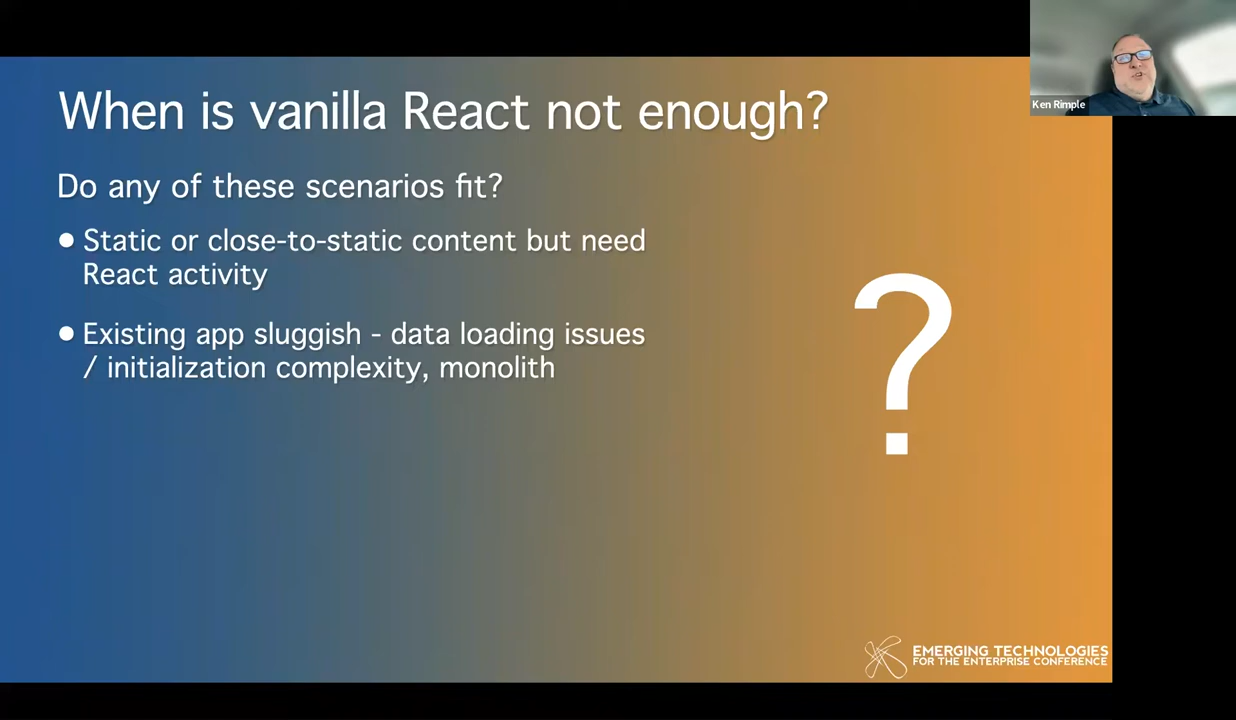 When is vanilla React not enough?
Do any of these scenarios fit?
● Static or close-to-static content but need
React activity
● Existing app sluggish - data loading issues
/ initialization complexity, monolith
?
Ken Rimple
EMERGING TECHNOLOGIES
FOR THE ENTERPRISE CONFERENCE